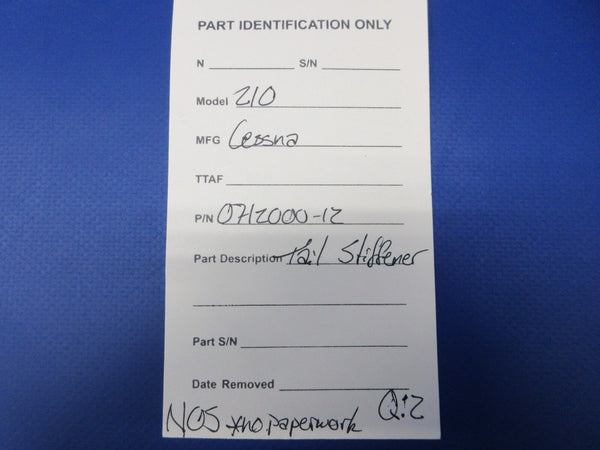 PART IDENTIFICATION ONLY
N S/N
Model 210
MFG Cessna
TTAF
P/N 0712000-12
Part Description Tail Stiffener
Part S/N
Date Removed
Q:2
NOS *no paperwork